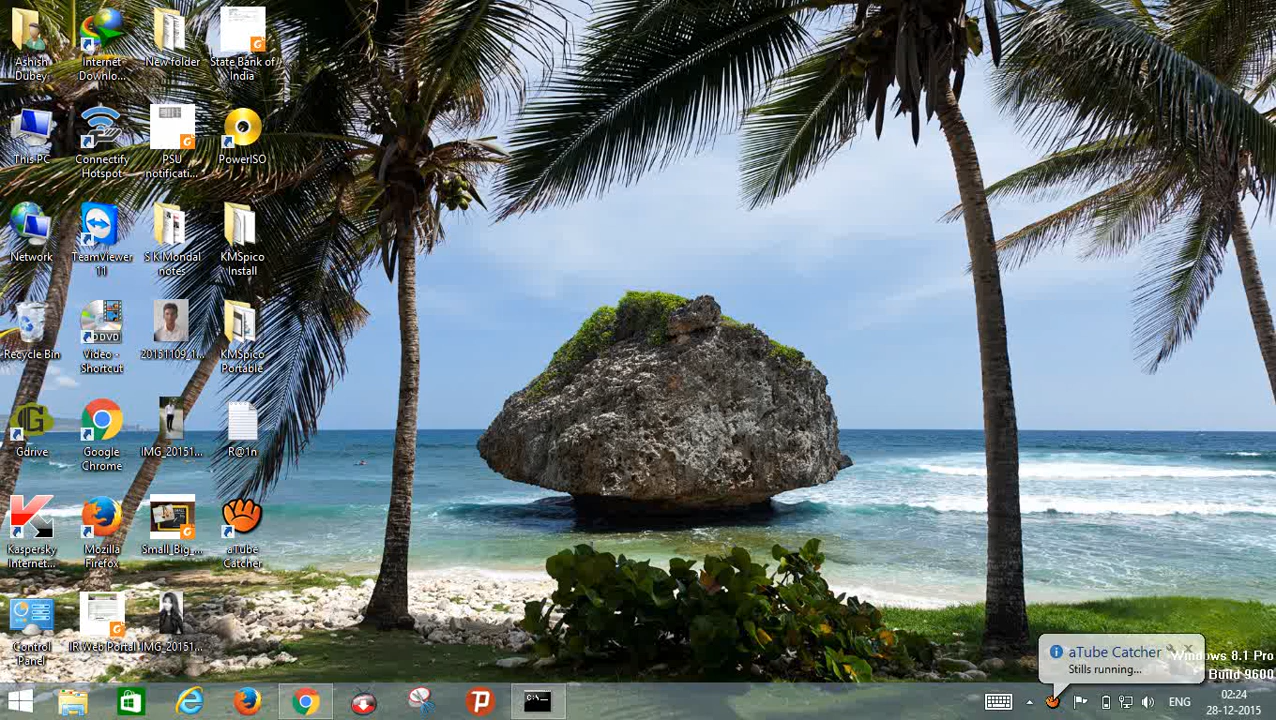 Ashish
Dubey
Internet
Downlo...
New folder
State Bank of
India
This PC
Connectify
Hotspot
PSU
notificati...
PowerISO
Network
TeamViewer
11
S K Mondal
notes
KMSpico
Install
Recycle Bin
DVD
Video -
Shortcut
20151109_1...
KMSpico
Portable
Gdrive
Google
Chrome
IMG_20151...
R@1n
Kaspersky
Internet...
Mozilla
Firefox
Small_Big_...
aTube
Catcher
Control
Panel
IR Web Portal
IMG_20151...
aTube Catcher
Stills running...
Windows 8.1 Pro
Build 9600
C:\.
ENG
02:24
28-12-2015